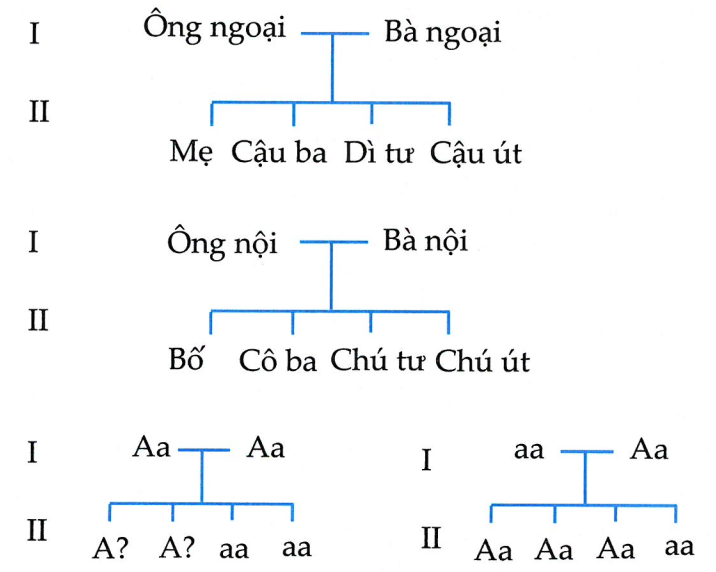 I Ông ngoại Bà ngoại
II
Mẹ Cậu ba Dì tư Cậu út
I Ông nội Bà nội
II
Bố Cô ba Chú tư Chú út
I Aa Aa
II A? A? aa aa
I aa Aa
II Aa Aa Aa aa